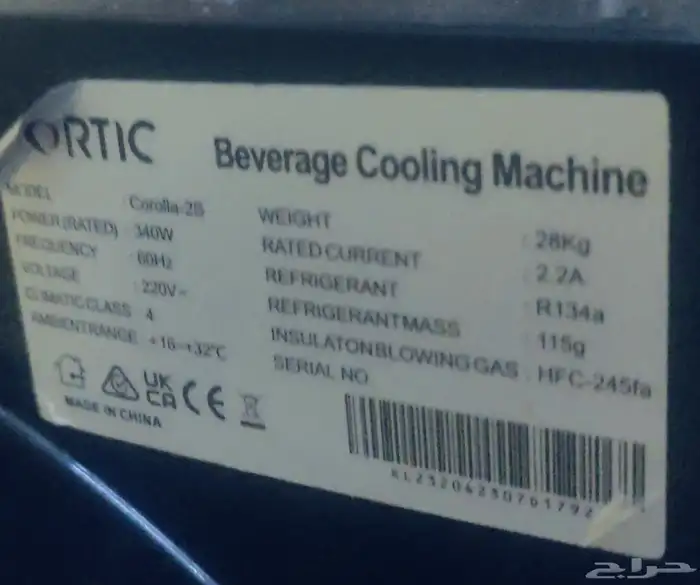 ORTIC
Beverage Cooling Machine
MODEL Corolla-2S
POWER(RATED) 340W
FREQUENCY : 60Hz
VOLTAGE : 220V~
CLIMATIC CLASS 4
AMBIENT RANGE +16~+32℃
WEIGHT : 28Kg
RATED CURRENT : 2.2A
REFRIGERANT : R134a
REFRIGERANT MASS : 115g
INSULATON BLOWING GAS : HFC-245fa
SERIAL NO.
UK
CA CE
MADE IN CHINA
حراج